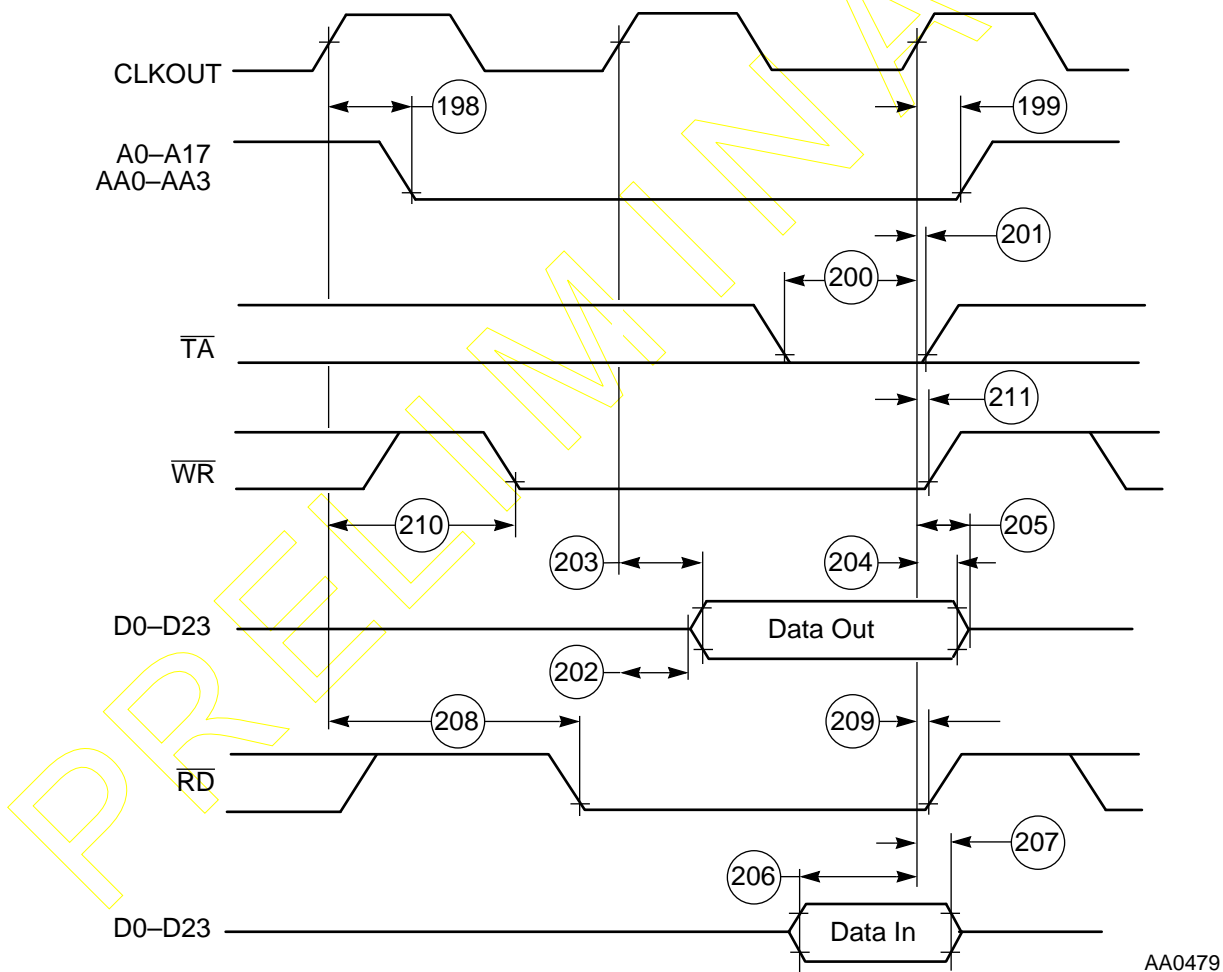 CLKOUT
198
199
A0–A17
AA0–AA3
201
200
TA
211
WR
210
205
203
204
D0–D23
Data Out
202
208
209
RD
207
206
D0–D23
Data In
AA0479
PRELIMINA